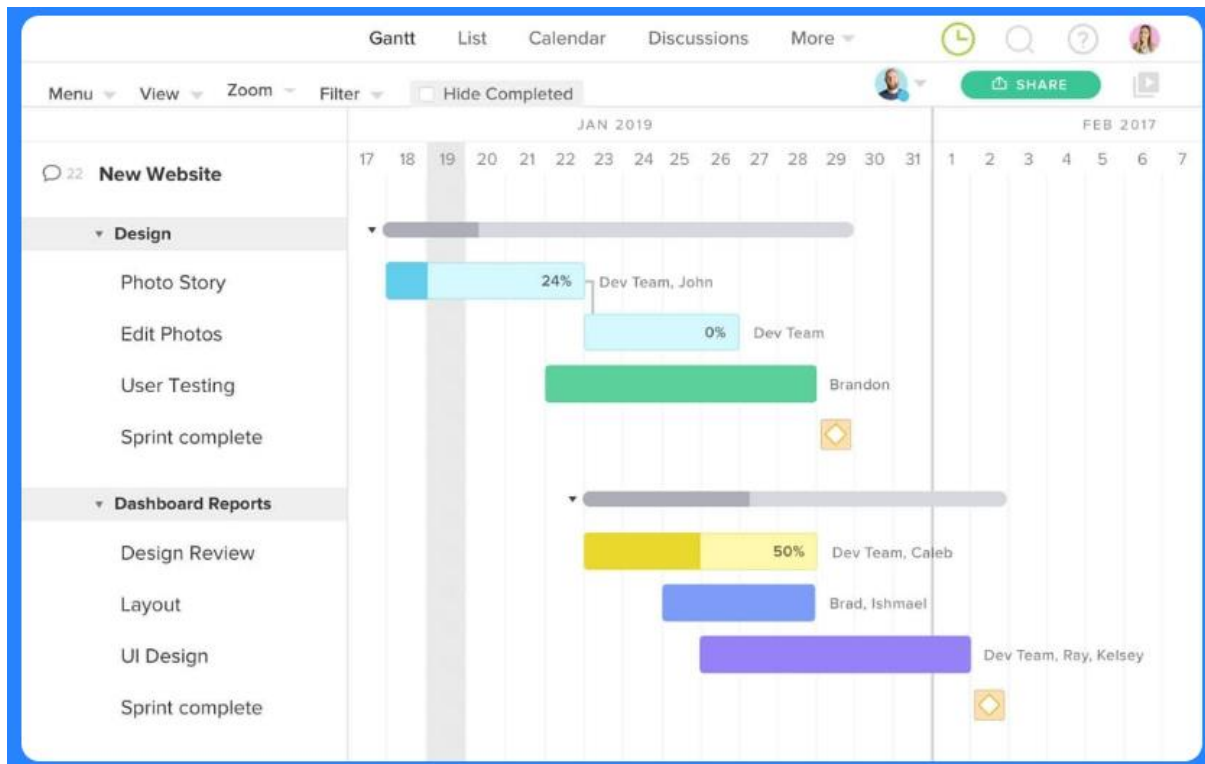 Gantt List Calendar Discussions More
Menu View Zoom Filter Hide Completed SHARE
JAN 2019 FEB 2017
17 18 19 20 21 22 23 24 25 26 27 28 29 30 31 1 2 3 4 5 6 7
22 New Website
Design
Photo Story 24% Dev Team, John
Edit Photos 0% Dev Team
User Testing Brandon
Sprint complete
Dashboard Reports
Design Review 50% Dev Team, Caleb
Layout Brad, Ishmael
UI Design Dev Team, Ray, Kelsey
Sprint complete